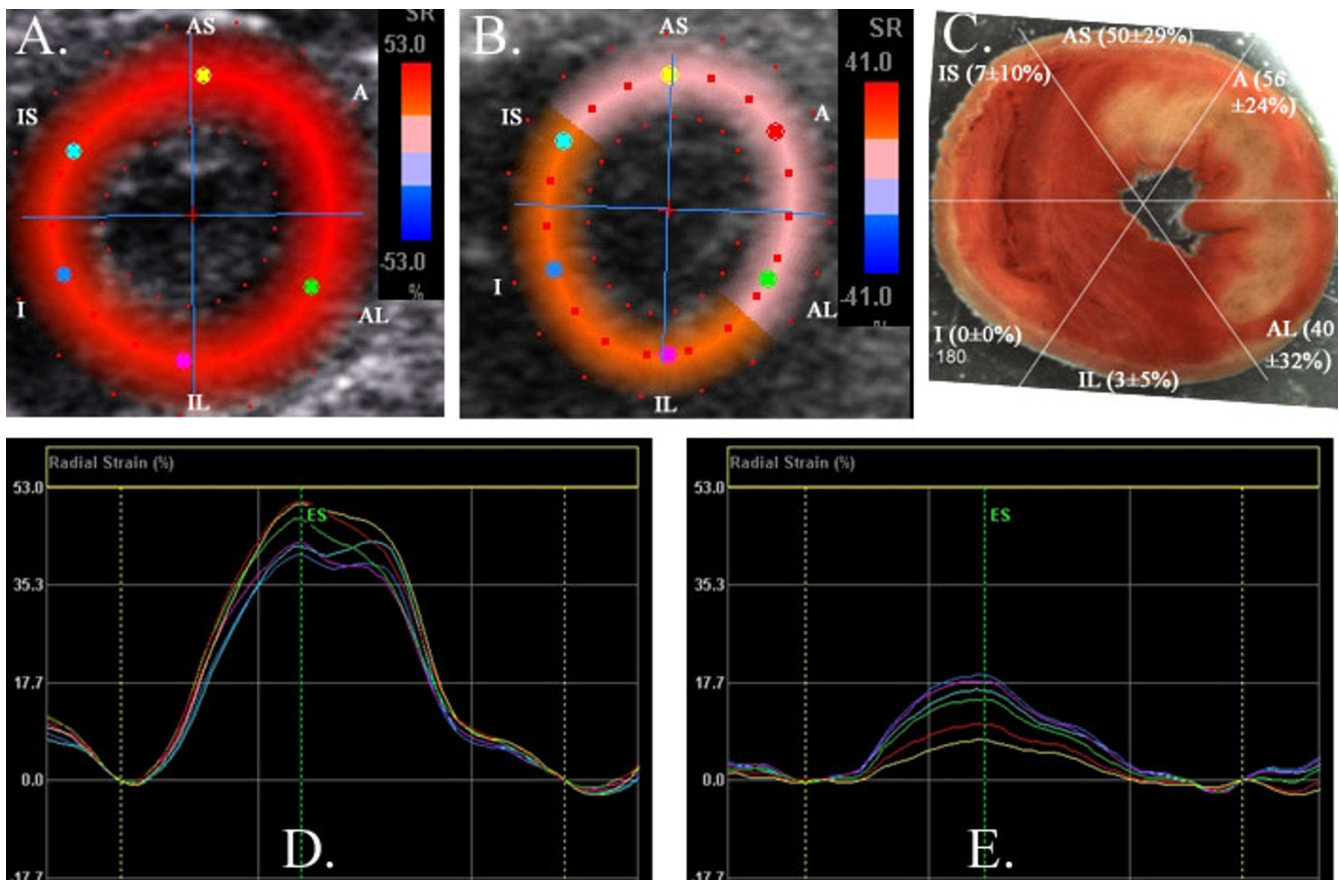 A.
AS
SR
53.0
A
IS
I
AL
-53.0
%
IL
B.
AS
SR
41.0
IS
A
I
AL
-41.0
IL
C.
AS (50±29%)
IS (7±10%)
A (56
±24%)
I (0±0%)
180
AL (40
±32%)
IL (3±5%)
Radial Strain (%)
53.0
ES
35.3
17.7
0.0
D.
17.7
Radial Strain (%)
53.0
ES
35.3
17.7
0.0
E.
17.7